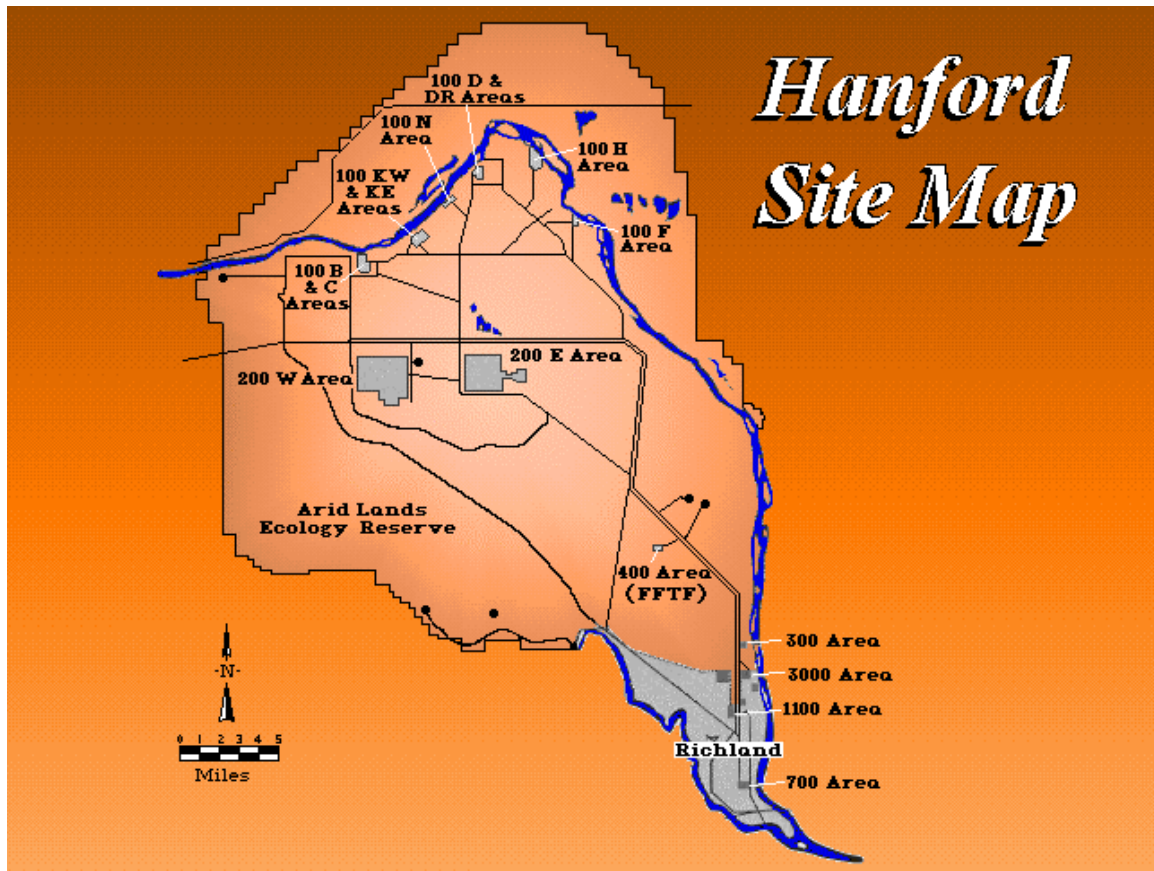 Hanford
Site Map
100 D &
DR Areas
100 N
Area
100 H
Area
100 KW
& KE
Areas
100 F
Area
100 B
& C
Areas
200 E Area
200 W Area
Arid Lands
Ecology Reserve
400 Area
(FFTF)
300 Area
3000 Area
1100 Area
Richland
700 Area
-N-
0 1 2 3 4 5
Miles